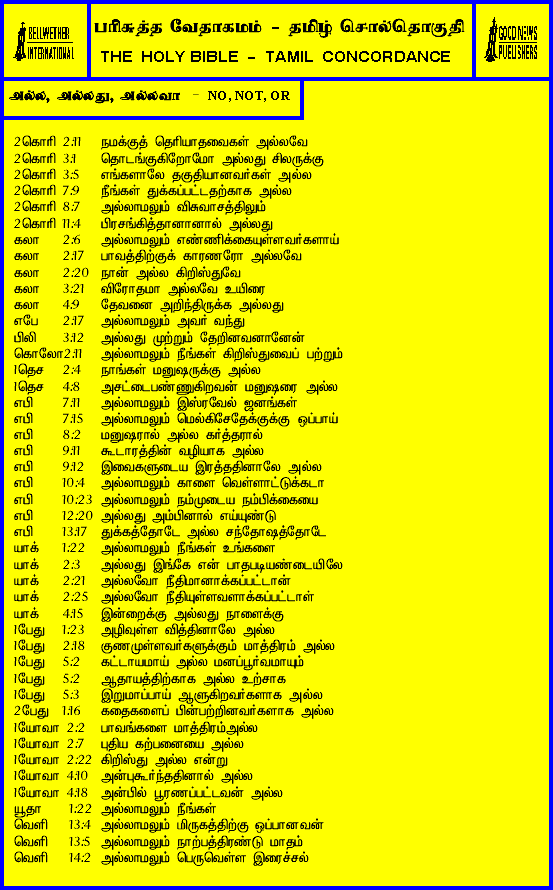 BELLWETHER INTERNATIONAL
பரிசுத்த வேதாகமம் - தமிழ் சொல்தொகுதி
THE HOLY BIBLE - TAMIL CONCORDANCE
GOOD NEWS PUBLISHERS
அல்ல, அல்லது, அல்லவா - NO, NOT, OR
2கொரி 2:11 நமக்குத் தெரியாதவைகள் அல்லவே
2கொரி 3:1 தொடங்குகிறோமோ அல்லது சிலருக்கு
2கொரி 3:5 எங்களாலே தகுதியானவர்கள் அல்ல
2கொரி 7:9 நீங்கள் துக்கப்பட்டதற்காக அல்ல
2கொரி 8:7 அல்லாமலும் விசுவாசத்திலும்
2கொரி 11:4 பிரசங்கித்தானானால் அல்லது
கலா 2:6 அல்லாமலும் எண்ணிக்கையுள்ளவர்களாய்
கலா 2:17 பாவத்திற்குக் காரணரோ அல்லவே
கலா 2:20 நான் அல்ல கிறிஸ்துவே
கலா 3:21 விரோதமா அல்லவே உயிரை
கலா 4:9 தேவனை அறிந்திருக்க அல்லது
எபே 2:17 அல்லாமலும் அவர் வந்து
பிலி 3:12 அல்லது முற்றும் தேறினவனானேன்
கொலோ2:11 அல்லாமலும் நீங்கள் கிறிஸ்துவைப் பற்றும்
1தெச 2:4 நாங்கள் மனுஷருக்கு அல்ல
1தெச 4:8 அசட்டைபண்ணுகிறவன் மனுஷரை அல்ல
எபி 7:11 அல்லாமலும் இஸ்ரவேல் ஜனங்கள்
எபி 7:15 அல்லாமலும் மெல்கிசேதேக்குக்கு ஒப்பாய்
எபி 8:2 மனுஷரால் அல்ல கர்த்தரால்
எபி 9:11 கூடாரத்தின் வழியாக அல்ல
எபி 9:12 இவைகளுடைய இரத்ததினாலே அல்ல
எபி 10:4 அல்லாமலும் காளை வெள்ளாட்டுக்கடா
எபி 10:23 அல்லாமலும் நம்முடைய நம்பிக்கையை
எபி 12:20 அல்லது அம்பினால் எய்யுண்டு
எபி 13:17 துக்கத்தோடே அல்ல சந்தோஷத்தோடே
யாக் 1:22 அல்லாமலும் நீங்கள் உங்களை
யாக் 2:3 அல்லது இங்கே என் பாதபடியண்டையிலே
யாக் 2:21 அல்லவோ நீதிமானாக்கப்பட்டான்
யாக் 2:25 அல்லவோ நீதியுள்ளவளாக்கப்பட்டாள்
யாக் 4:15 இன்றைக்கு அல்லது நாளைக்கு
1பேது 1:23 அழிவுள்ள வித்தினாலே அல்ல
1பேது 2:18 குணமுள்ளவர்களுக்கும் மாத்திரம் அல்ல
1பேது 5:2 கட்டாயமாய் அல்ல மனப்பூர்வமாயும்
1பேது 5:2 ஆதாயத்திற்காக அல்ல உற்சாக
1பேது 5:3 இறுமாப்பாய் ஆளுகிறவர்களாக அல்ல
2பேது 1:16 கதைகளைப் பின்பற்றினவர்களாக அல்ல
1யோவா 2:2 பாவங்களை மாத்திரம்அல்ல
1யோவா 2:7 புதிய கற்பனையை அல்ல
1யோவா 2:22 கிறிஸ்து அல்ல என்று
1யோவா 4:10 அன்புகூர்ந்ததினால் அல்ல
1யோவா 4:18 அன்பில் பூரணப்பட்டவன் அல்ல
யூதா 1:22 அல்லாமலும் நீங்கள்
வெளி 13:4 அல்லாமலும் மிருகத்திற்கு ஒப்பானவன்
வெளி 13:5 அல்லாமலும் நாற்பத்திரண்டு மாதம்
வெளி 14:2 அல்லாமலும் பெருவெள்ள இரைச்சல்